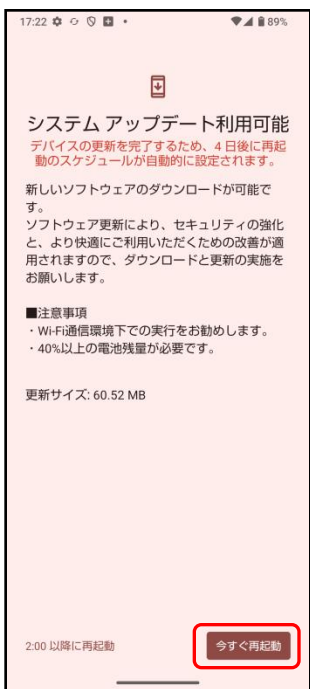 17:22
89%
システム アップデート利用可能
デバイスの更新を完了するため、4 日後に再起
動のスケジュールが自動的に設定されます。
新しいソフトウェアのダウンロードが可能で
す。
ソフトウェア更新により、セキュリティの強化
と、より快適にご利用いただくための改善が適
用されますので、ダウンロードと更新の実施を
お願いします。
■注意事項
・Wi-Fi通信環境下での実行をお勧めします。
・40%以上の電池残量が必要です。
更新サイズ: 60.52 MB
2:00 以降に再起動
今すぐ再起動